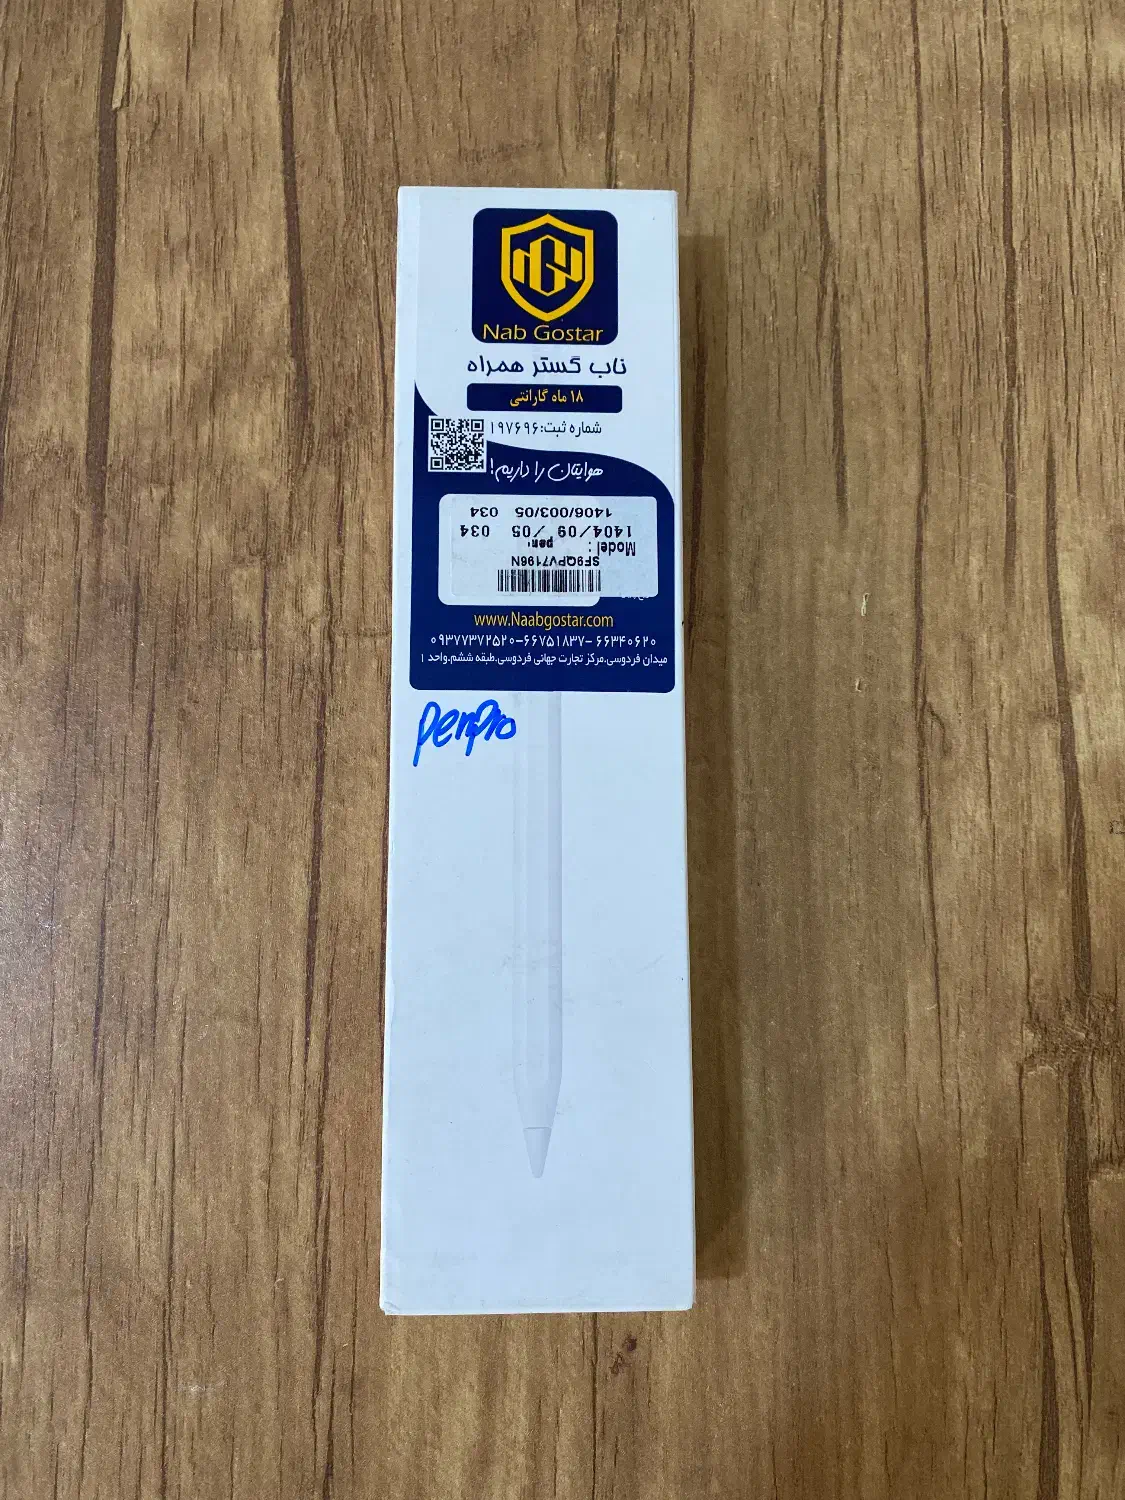 Nab Gostar
ناب گستر همراه
۱۸ ماه گارانتی
شماره ثبت:۱۹۷۶۹۶
هوایتان را داریم!
SF9QPV7196N
Model : pen
1404/09 /05 034
1406/003/05 034
www.Naabgostar.com
۰۹۳۷۷۳۷۲۵۲۰-۶۶۷۵۱۸۳۷- ۶۶۳۴۰۶۲۰
میدان فردوسی.مرکز تجارت جهانی فردوسی.طبقه ششم.واحد ۱
penpro